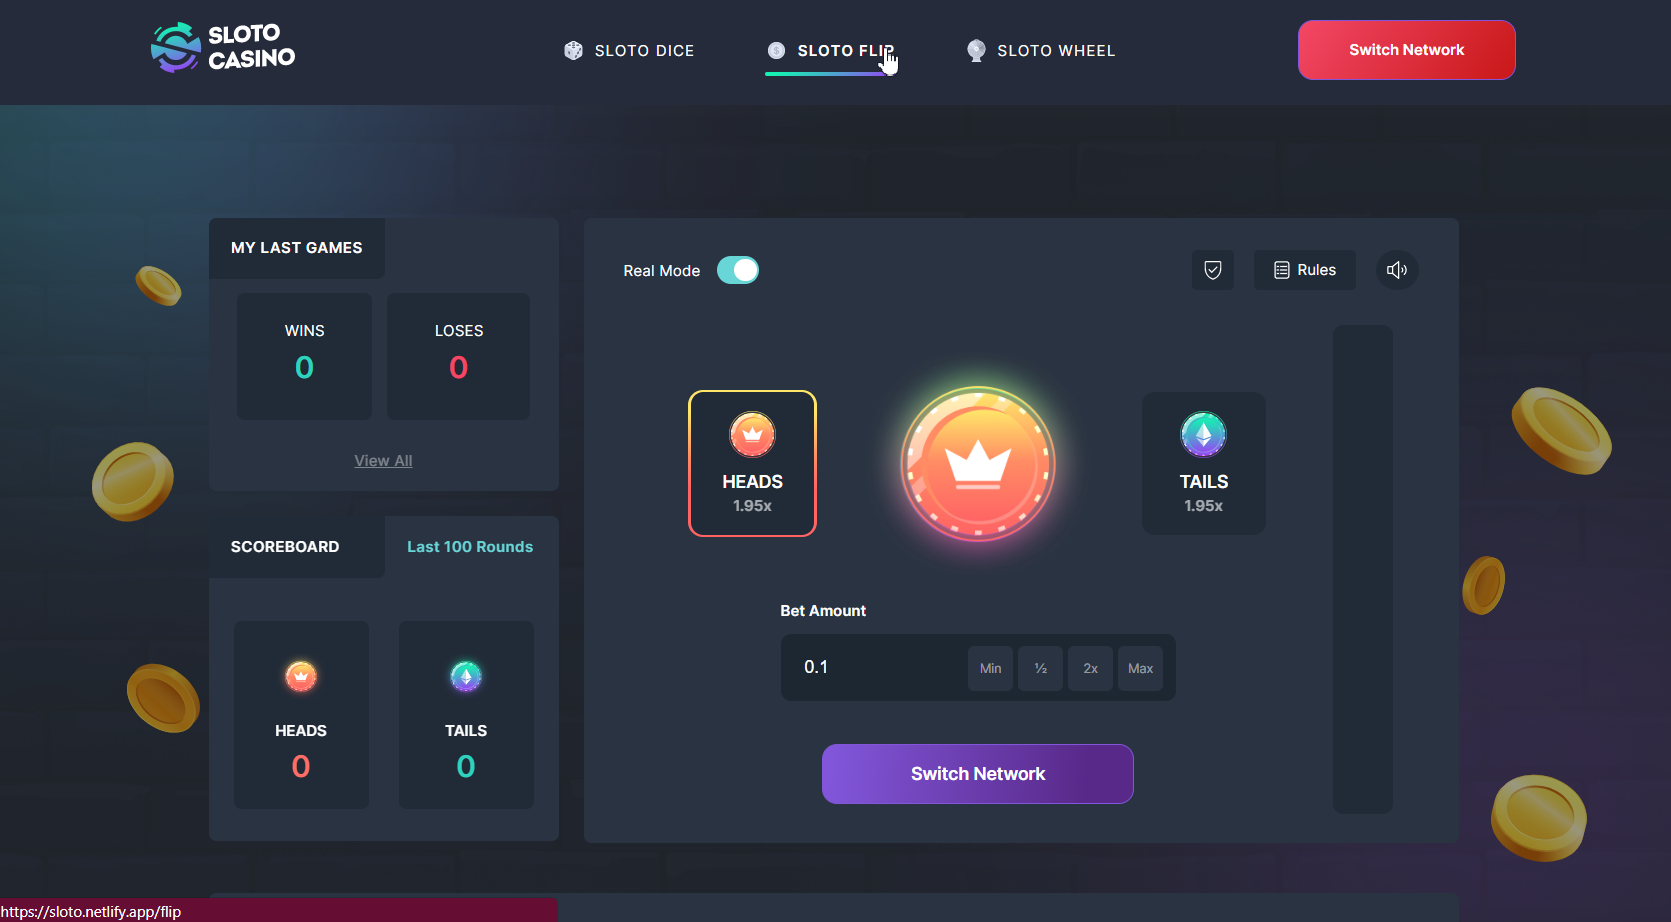 SLOTO
CASINO
SLOTO DICE
SLOTO FLIP
SLOTO WHEEL
Switch Network
MY LAST GAMES
WINS
0
LOSES
0
View All
SCOREBOARD
Last 100 Rounds
HEADS
0
TAILS
0
Real Mode
Rules
HEADS
1.95x
TAILS
1.95x
Bet Amount
0.1
Min
½
2x
Max
Switch Network
https://sloto.netlify.app/flip